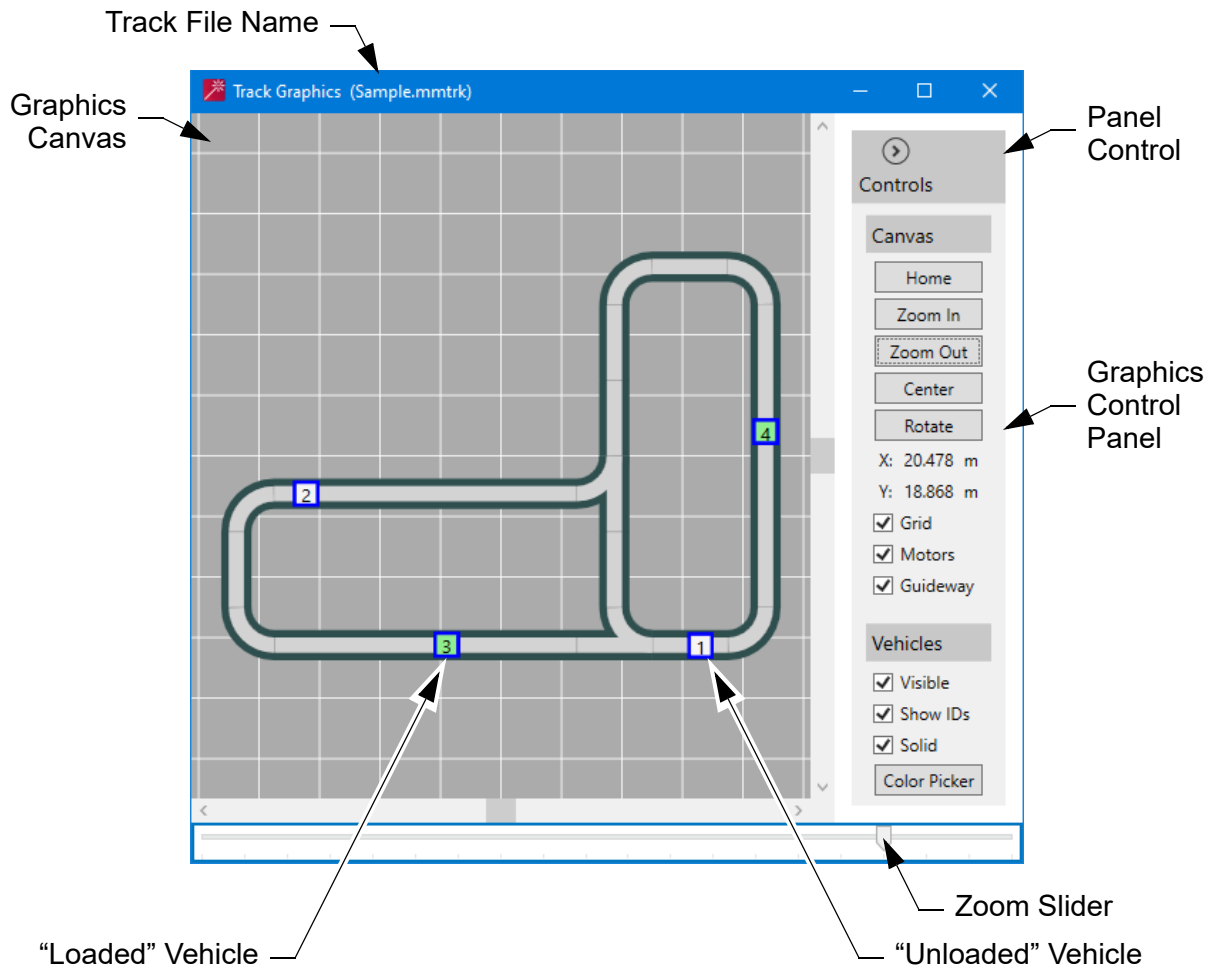 Track File Name
Graphics
Canvas
Track Graphics (Sample.mmtrk)
Panel
Control
Controls
Canvas
Home
Zoom In
Zoom Out
Center
Rotate
X: 20.478 m
Y: 18.868 m
Grid
Motors
Guideway
Graphics
Control
Panel
4
2
3
1
Vehicles
Visible
Show IDs
Solid
Color Picker
Zoom Slider
“Loaded” Vehicle
“Unloaded” Vehicle